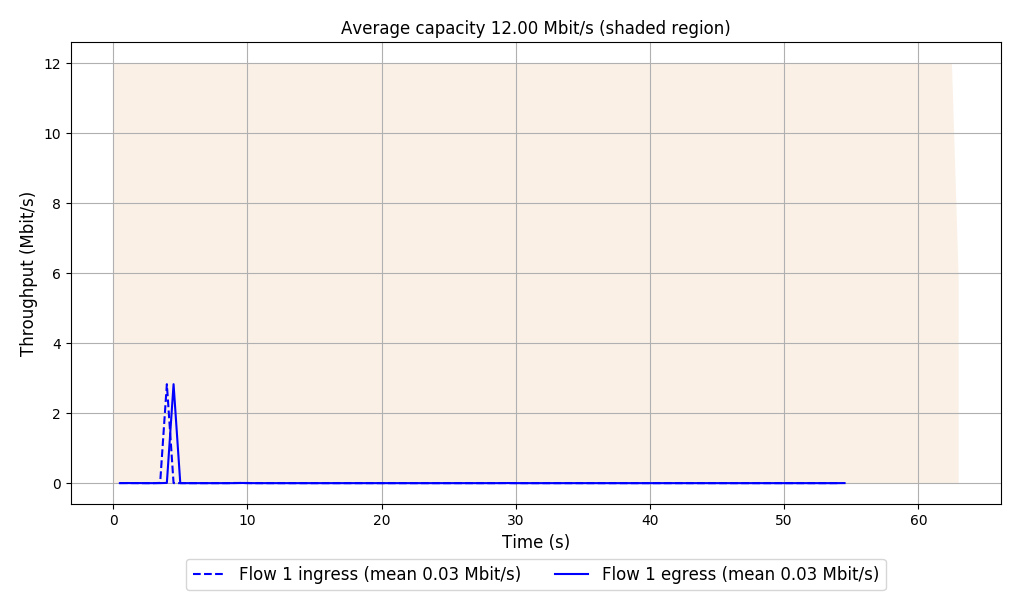 Average capacity 12.00 Mbit/s (shaded region)
Throughput (Mbit/s)
12
10
8
6
4
2
0
0 10 20 30 40 50 60
Time (s)
Flow 1 ingress (mean 0.03 Mbit/s) Flow 1 egress (mean 0.03 Mbit/s)